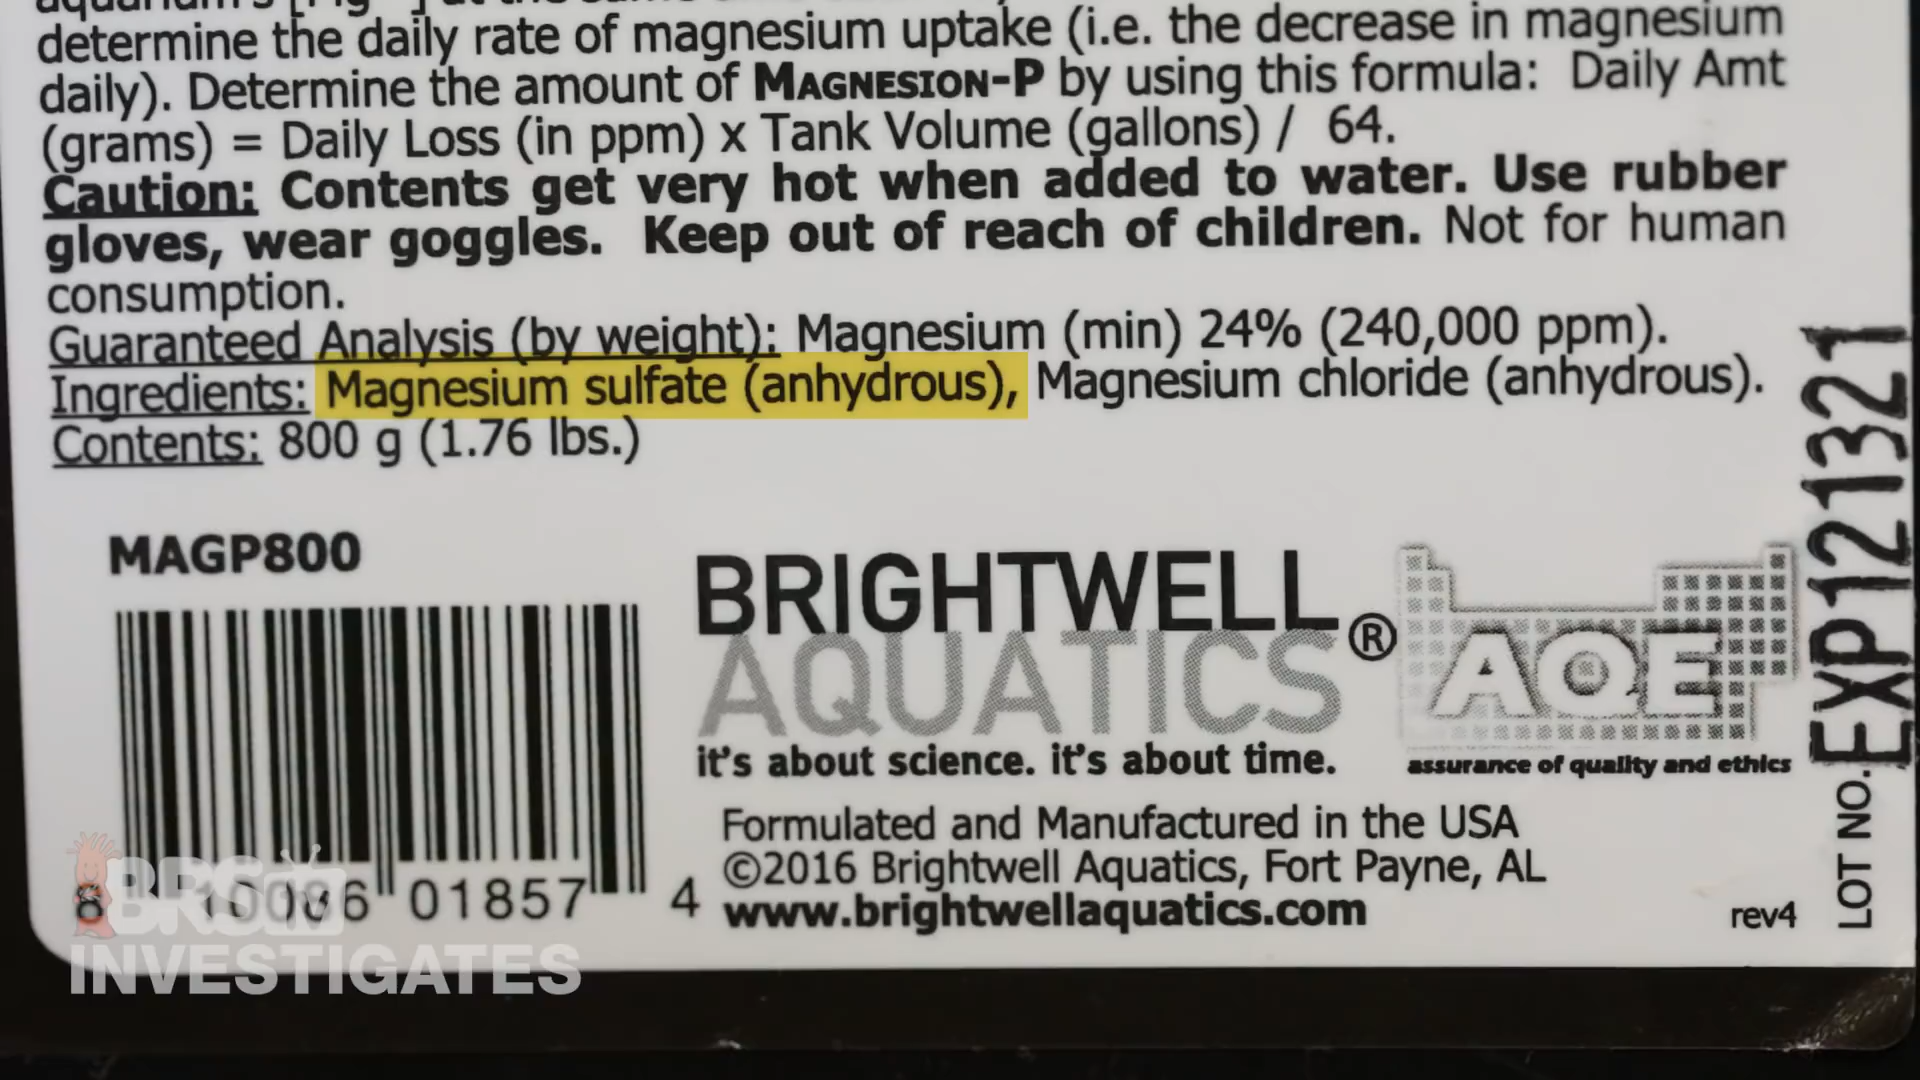 determine the daily rate of magnesium uptake (i.e. the decrease in magnesium
daily). Determine the amount of MAGNESION-P by using this formula: Daily Amt
(grams) = Daily Loss (in ppm) x Tank Volume (gallons) / 64.
Caution: Contents get very hot when added to water. Use rubber
gloves, wear goggles. Keep out of reach of children. Not for human
consumption.
Guaranteed Analysis (by weight): Magnesium (min) 24% (240,000 ppm).
Ingredients: Magnesium sulfate (anhydrous), Magnesium chloride (anhydrous).
Contents: 800 g (1.76 lbs.)
MAGP800
01857
4
BRIGHTWELL
AQUATICS®
it's about science. it's about time.
AQE
assurance of quality and ethics
Formulated and Manufactured in the USA
©2016 Brightwell Aquatics, Fort Payne, AL
www.brightwellaquatics.com
rev4
LOT NO. EXP121321
BRStv
INVESTIGATES